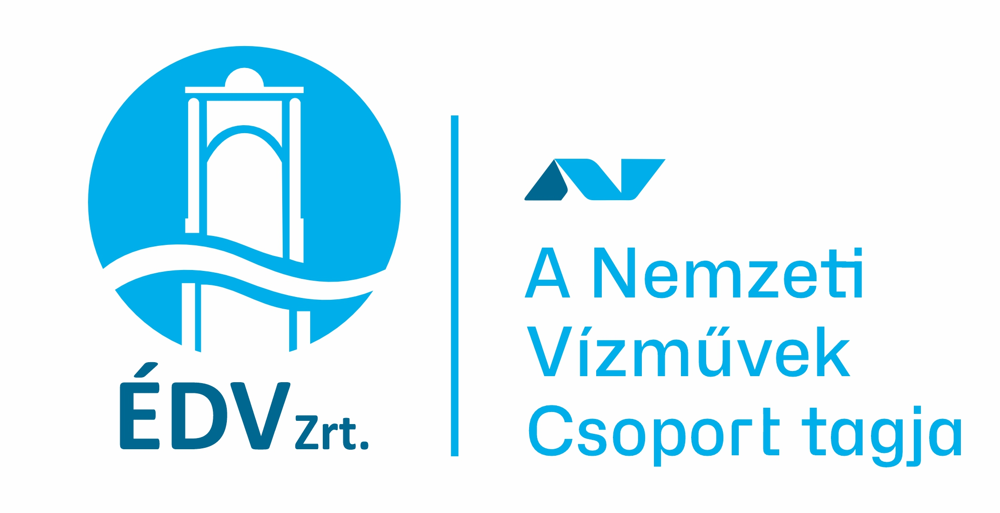 ÉDV Zrt.
A Nemzeti
Vízművek
Csoport tagja